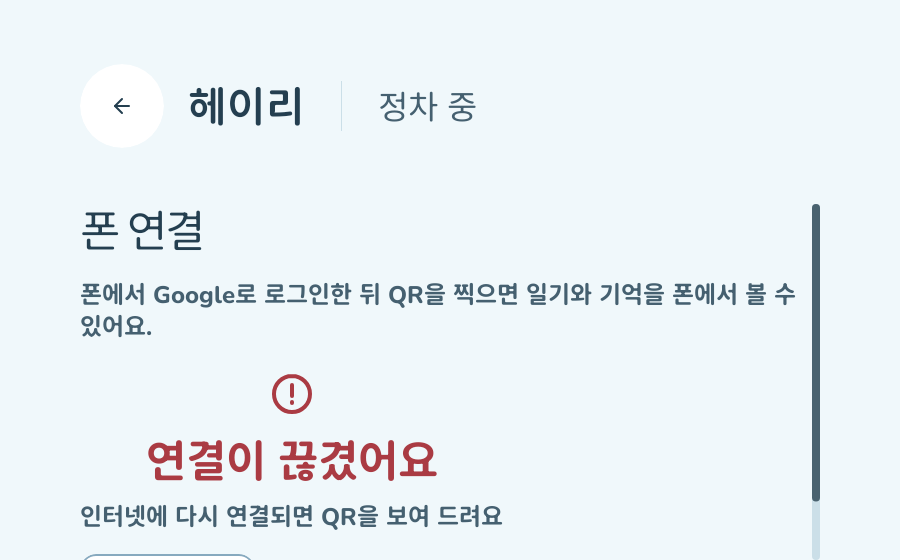 헤이리
정차 중
폰 연결
폰에서 Google로 로그인한 뒤 QR을 찍으면 일기와 기억을 폰에서 볼 수
있어요.
연결이 끊겼어요
인터넷에 다시 연결되면 QR을 보여 드려요